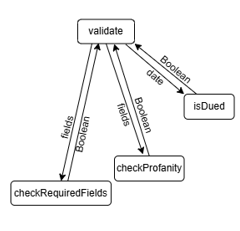 validate
Boolean
date
isDued
fields
Boolean
fields
Boolean
checkProfanity
checkRequiredFields